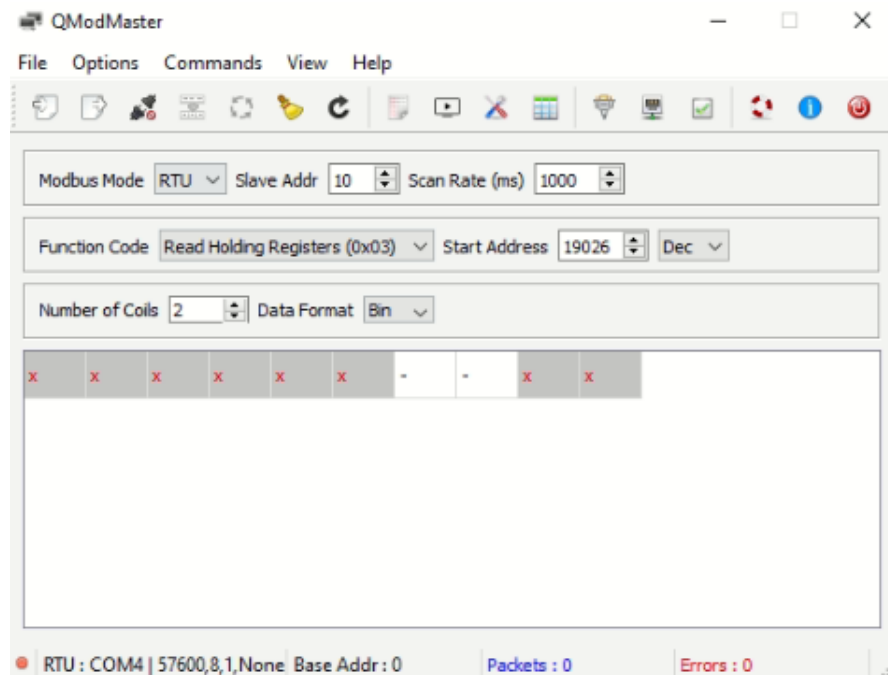 QModMaster
File Options Commands View Help
Modbus Mode RTU Slave Addr 10 Scan Rate (ms) 1000
Function Code Read Holding Registers (0x03) Start Address 19026 Dec
Number of Coils 2 Data Format Bin
x x x x x x - - x x
RTU : COM4 | 57600,8,1,None Base Addr : 0 Packets : 0 Errors : 0